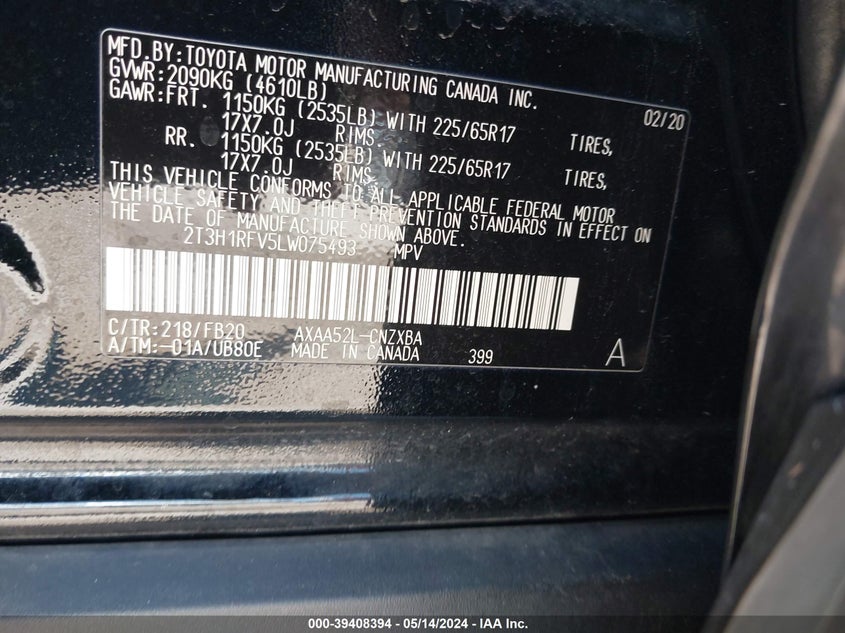 MFD.BY:TOYOTA MOTOR MANUFACTURING CANADA INC.
GVWR:2090KG (4610LB) 02/20
GAWR:FRT. 1150KG (2535LB) WITH 225/65R17 TIRES,
17X7.0J RIMS.
RR. 1150KG (2535LB) WITH 225/65R17 TIRES,
17X7.0J RIMS.
THIS VEHICLE CONFORMS TO ALL APPLICABLE FEDERAL MOTOR
VEHICLE SAFETY AND THEFT PREVENTION STANDARDS IN EFFECT ON
THE DATE OF MANUFACTURE SHOWN ABOVE.
2T3H1RFV5LW075493 MPV
C/TR:218/FB20 AXAA52L-CNZXBA
A/TM:-01A/UB80E MADE IN CANADA 399 A
000-39408394 - 05/14/2024 - IAA Inc.